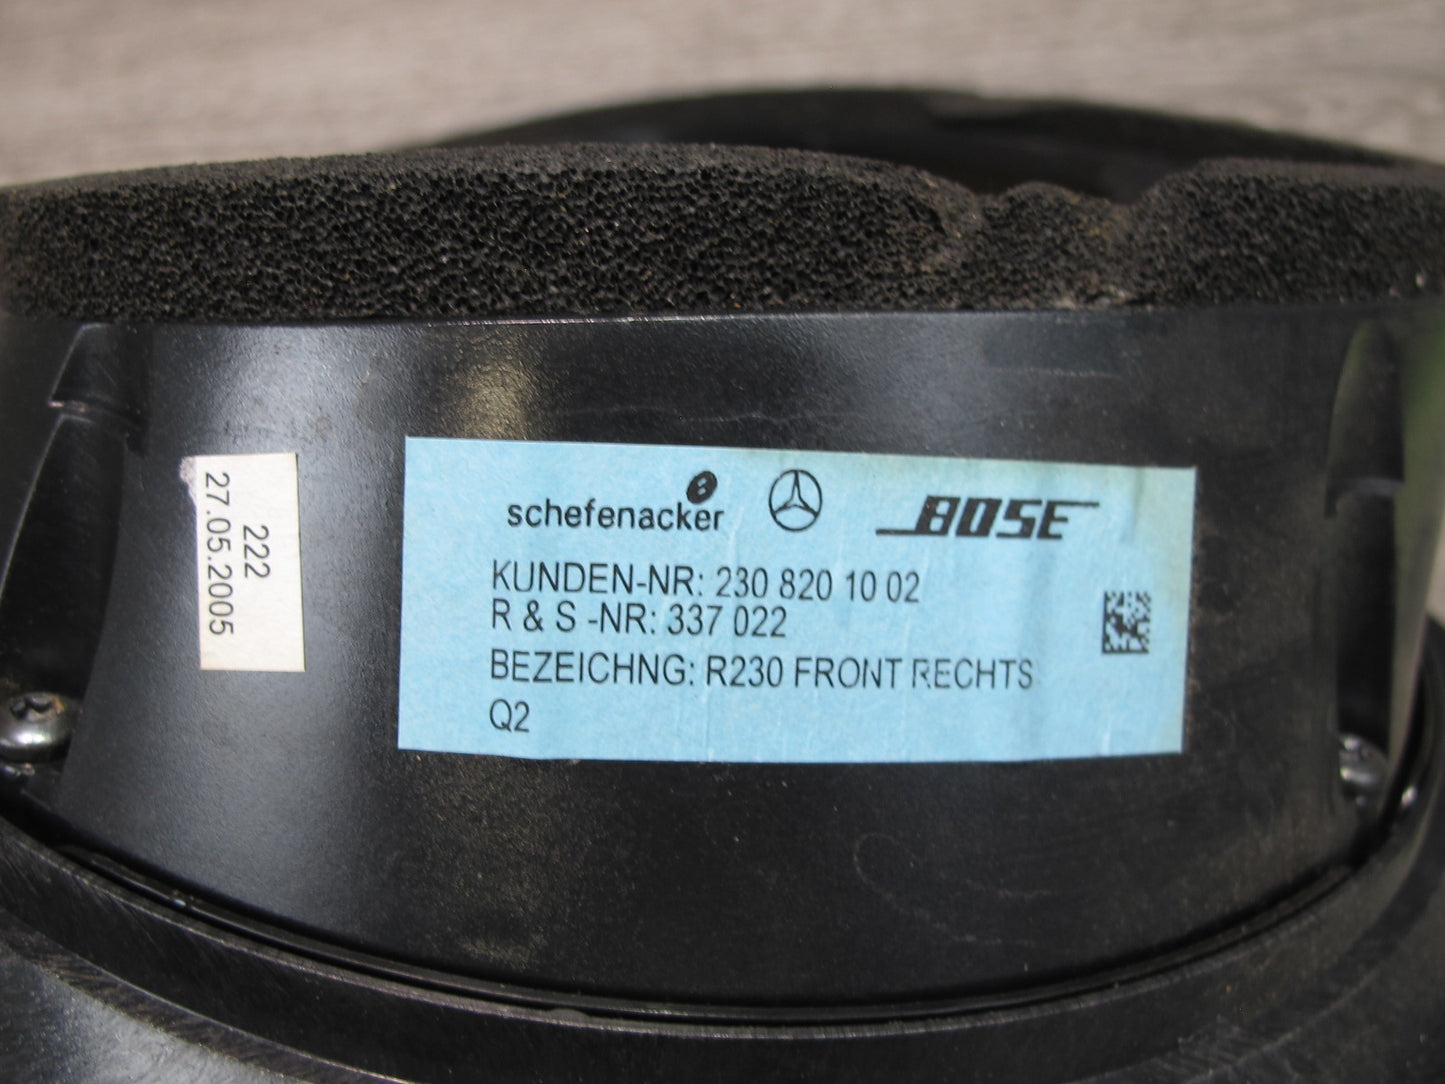 222
27.05.2005
schefenacker
BOSE
KUNDEN-NR: 230 820 10 02
R & S -NR: 337 022
BEZEICHNG: R230 FRONT RECHTS
Q2